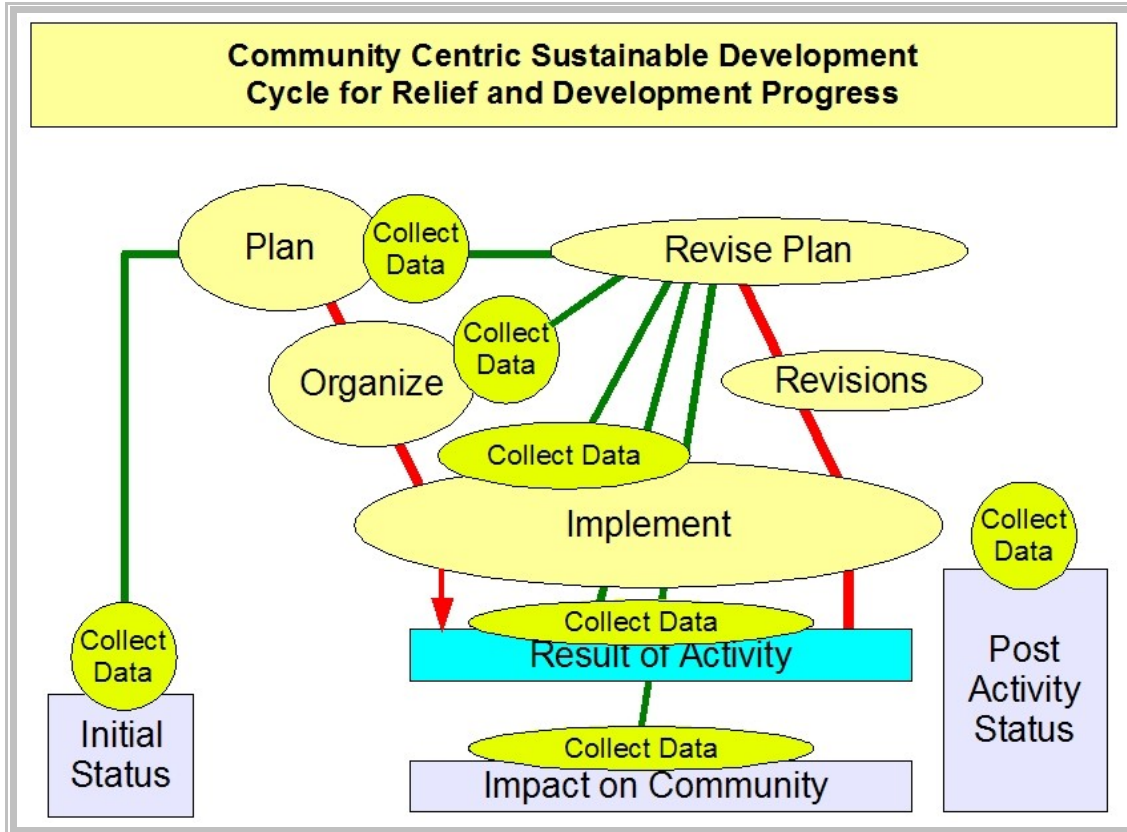 Community Centric Sustainable Development
Cycle for Relief and Development Progress
Plan
Collect
Data
Revise Plan
Collect
Data
Organize
Revisions
Collect Data
Implement
Collect
Data
Collect Data
Result of Activity
Collect
Data
Initial
Status
Post
Activity
Status
Collect Data
Impact on Community